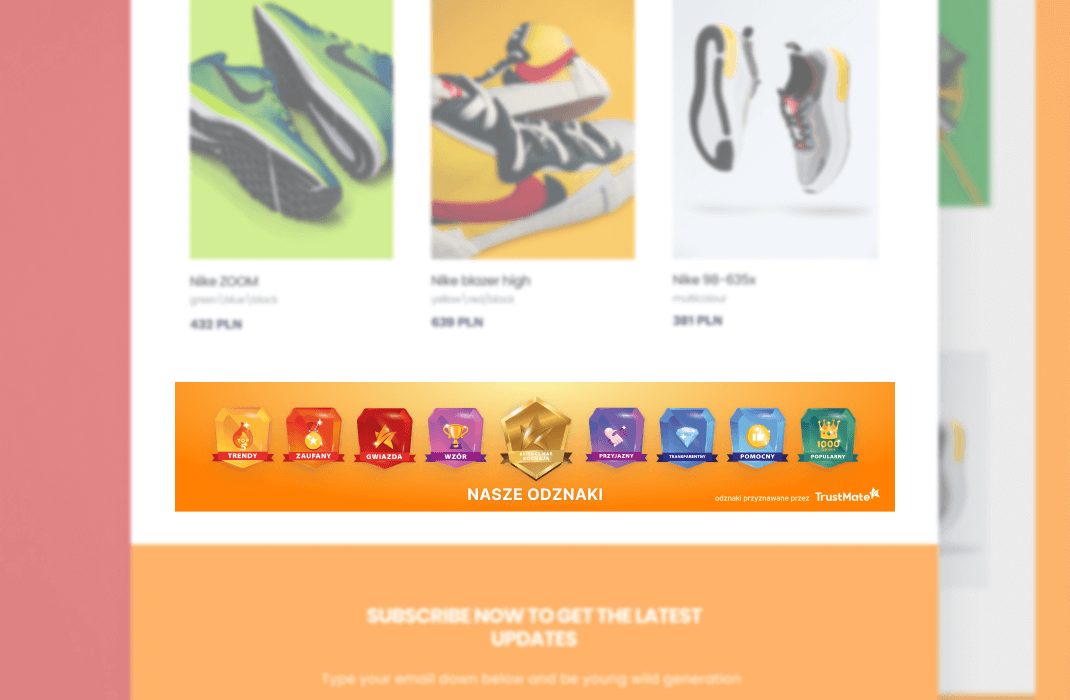 Nike ZOOM
green\blue\black
432 PLN
Nike blazer high
yellow\red\black
639 PLN
Nike 98-635x
multicolour
381 PLN
TOP
5
TRENDY
ZAUFANY
GWIAZDA
WZÓR
PRZYJAZNY
TRANSPARENTNY
POMOCNY
1000
POPULARNY
NASZE ODZNAKI
odznaki przyznawane przez TrustMate
SUBSCRIBE NOW TO GET THE LATEST
UPDATES
Type your email down below and be young wild generation